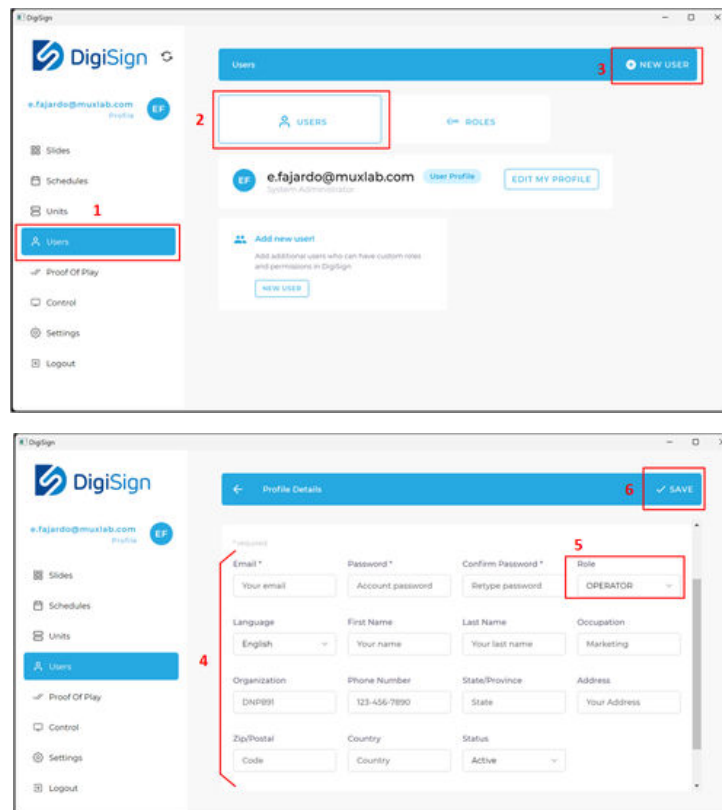 DigiSign
DigiSign
e.fajardo@muxlab.com
Profile
EF
Slides
Schedules
1
Units
Users
Proof Of Play
Control
Settings
Logout
Users
3
NEW USER
2
USERS
ROLES
EF
e.fajardo@muxlab.com
User Profile
EDIT MY PROFILE
System Administrator
Add new user!
Add additional users who can have custom roles
and permissions in DigiSign
NEW USER
DigiSign
DigiSign
e.fajardo@muxlab.com
Profile
EF
Slides
Schedules
Units
Users
Proof Of Play
Control
Settings
Logout
Profile Details
6
SAVE
* required
5
Email * Password * Confirm Password * Role
Your email Account password Retype password OPERATOR
Language First Name Last Name Occupation
English Your name Your last name Marketing
4
Organization Phone Number State/Province Address
DNP891 123-456-7890 State Your Address
Zip/Postal Country Status
Code Country Active